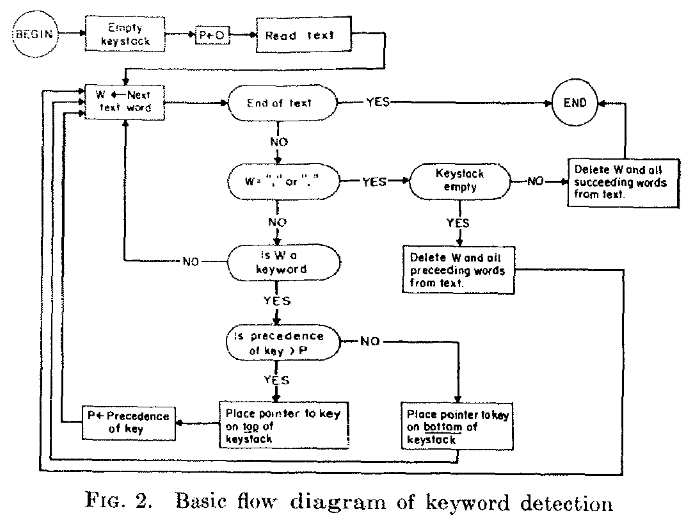 BEGIN
Empty
keystack
P←O
Read text
W ←Next
text word
End of text
YES
END
NO
W= "," or "."
YES
Keystack
empty
NO
Delete W and all
succeeding words
from text.
NO
YES
Is W a
keyword
NO
Delete W and all
preceeding words
from text.
YES
Is precedence
of key > P
NO
YES
P←Precedence
of key
Place pointer to key
on top of
keystack
Place pointer to key
on bottom of
keystack
FIG. 2. Basic flow diagram of keyword detection